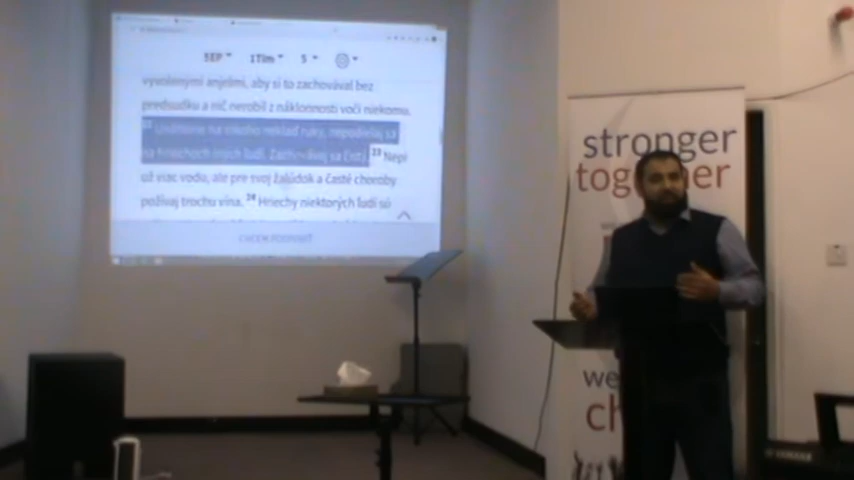 SEP 1Tim 5
vyvolenými anjelmi, aby si to zachovával bez
predsudku a nič nerobil z náklonnosti voči niekomu.
22 na nikoho neklaď ruky, nepodieľaj sa
na hriechoch iných ľudí. Zachovávaj sa čistý. 23 Nepi
už viac vodu, ale pre svoj žalúdok a časté choroby
požívaj trochu vína. 24 Hriechy niektorých ľudí sú
stronger
together
we
ch
YAMAHA